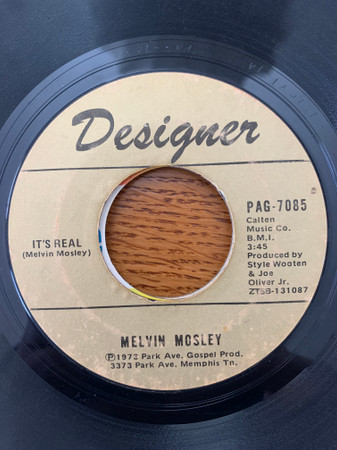 Designer
IT'S REAL
(Melvin Mosley)
PAG-7085
Calten
Music Co.
B.M.I.
3:45
Produced by
Style Wooten
& Joe
Oliver Jr.
ZTSB-131087
MELVIN MOSLEY
Ⓟ1972 Park Ave. Gospel Prod.
3373 Park Ave. Memphis Tn.